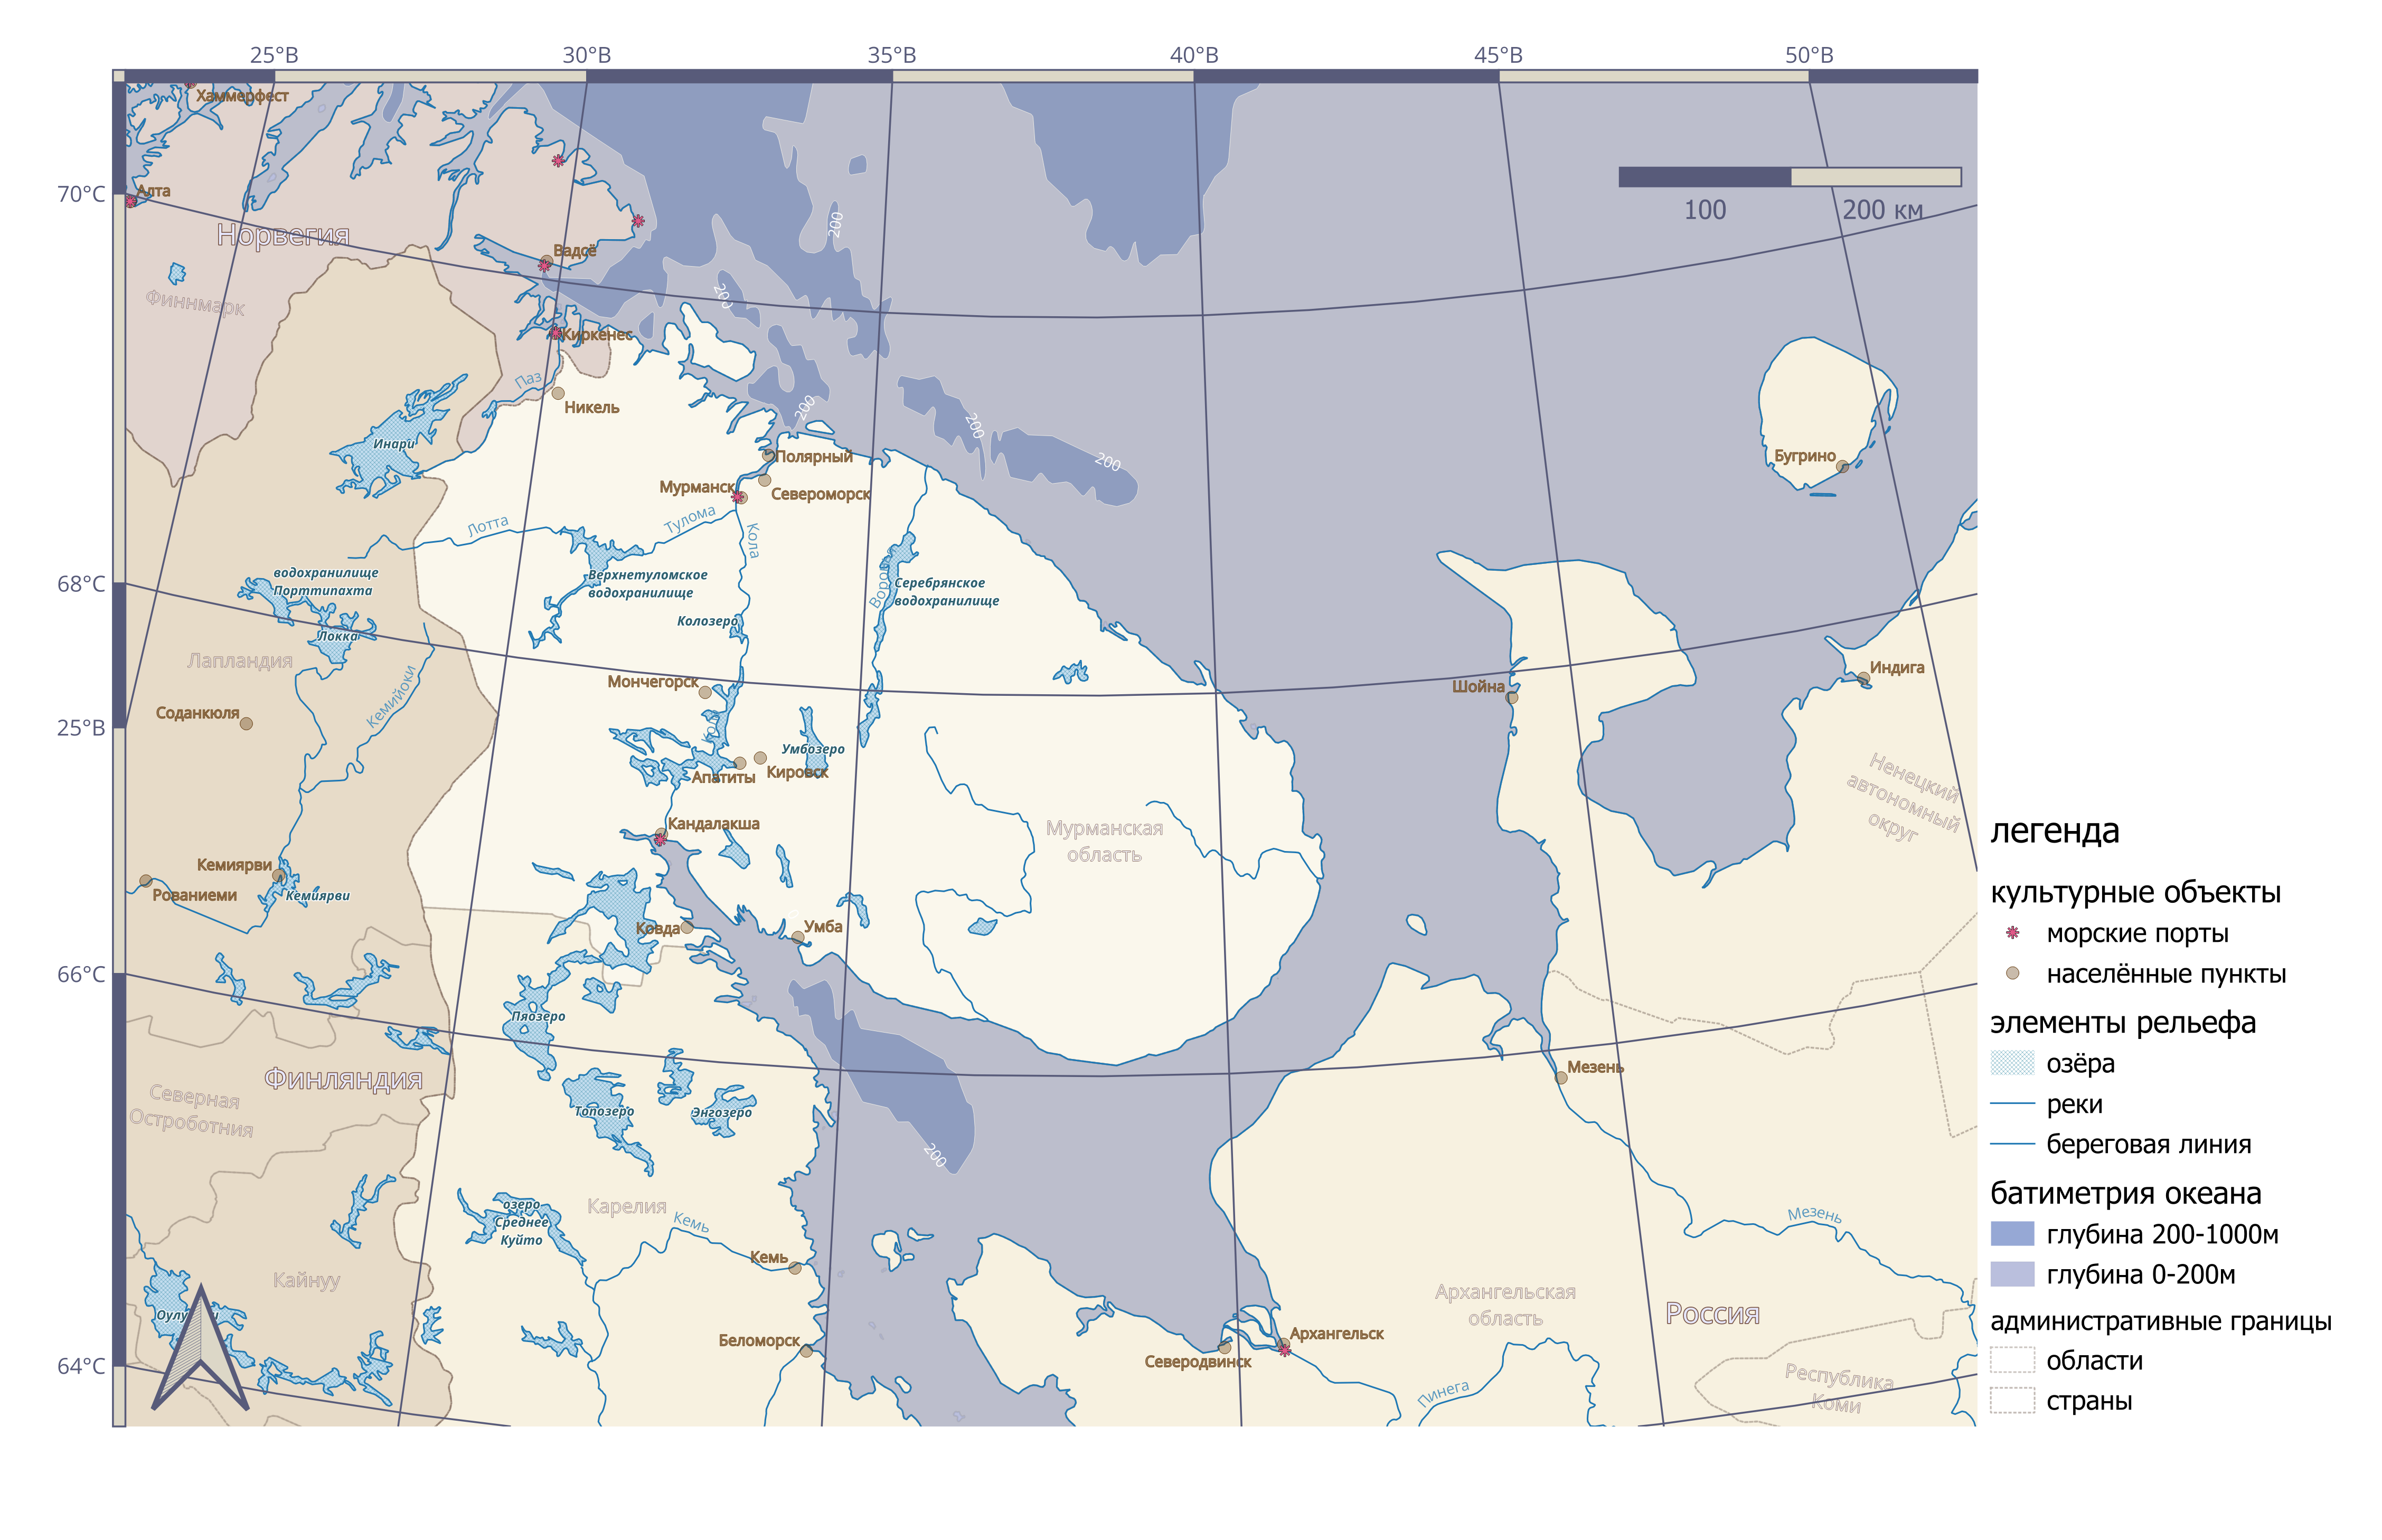 25°В
30°В
35°В
40°В
45°В
50°В
Хаммерфест
70°С
Алта
Норвегия
Финнмарк
Вадсё
Киркенес
Паз
Никель
200
200
200
200
200
100
200 км
Инари
Полярный
Мурманск
Североморск
Бугрино
Лотта
Тулома
Кола
68°С
водохранилище
Порттипахта
Локка
Верхнетуломское
водохранилище
Серебрянское
водохранилище
Колозеро
Лапландия
Кемийоки
Соданкюля
25°В
Мончегорск
Умбозеро
Апатиты
Кировск
Шойна
Индига
Ненецкий
автономный
округ
Кандалакша
Мурманская
область
Кемиярви
Кемиярви
Рованиеми
Ковда
Умба
66°С
Пяозеро
Финляндия
Северная
Остроботния
Топозеро
Энгозеро
200
Мезень
Мезень
Карелия
озеро
Среднее
Куйто
Кемь
Кемь
Кайнуу
Беломорск
Архангельск
Северодвинск
Архангельская
область
Россия
Пинега
Республика
Коми
64°С
легенда
культурные объекты
морские порты
населённые пункты
элементы рельефа
озёра
реки
береговая линия
батиметрия океана
глубина 200-1000м
глубина 0-200м
административные границы
области
страны